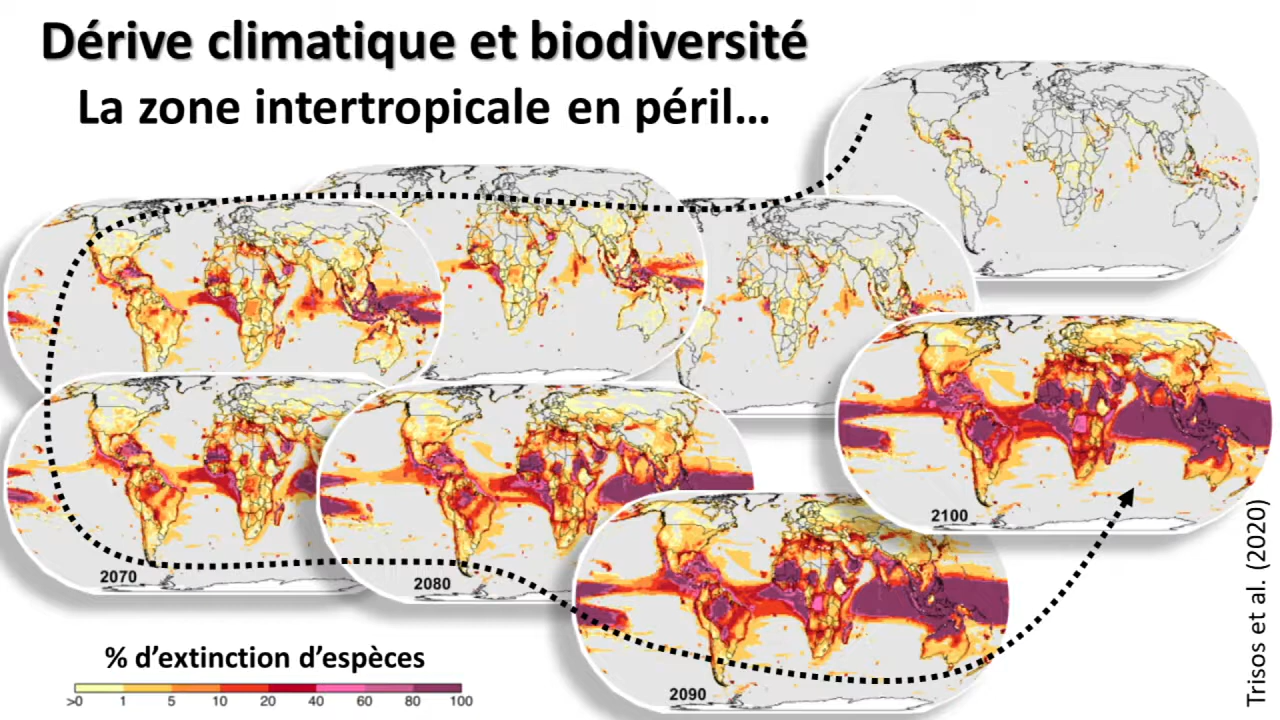 Dérive climatique et biodiversité
La zone intertropicale en péril…
2070
2080
2090
2100
% d’extinction d’espèces
>0 1 5 10 20 40 60 80 100
Trisos et al. (2020)